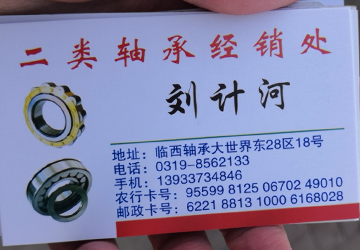 二类轴承经销处
刘计河
地址：临西轴承大世界东28区18号
电话：0319-8562133
手机：13933734846
农行卡号：95599 8125 06702 49010
邮政卡号：6221 8813 1000 6168028